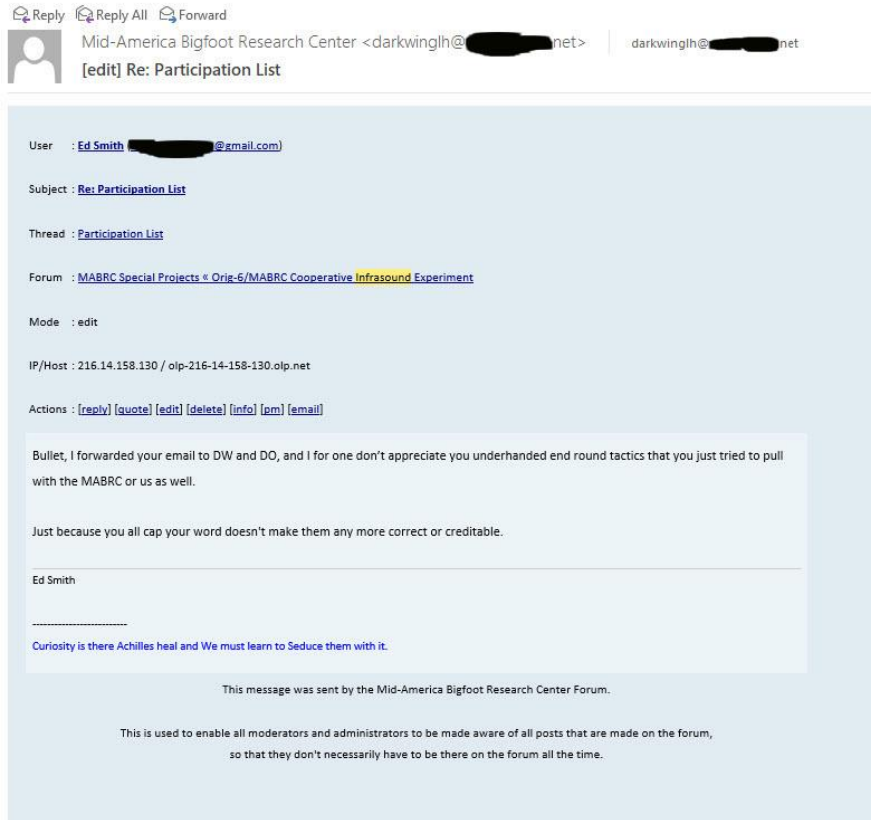 Reply Reply All Forward
Mid-America Bigfoot Research Center <darkwinglh@ net> darkwinglh@ net
[edit] Re: Participation List
User : Ed Smith ( @gmail.com)
Subject : Re: Participation List
Thread : Participation List
Forum : MABRC Special Projects « Orig-6/MABRC Cooperative Infrasound Experiment
Mode : edit
IP/Host : 216.14.158.130 / olp-216-14-158-130.olp.net
Actions : [reply] [quote] [edit] [delete] [info] [pm] [email]
Bullet, I forwarded your email to DW and DO, and I for one don’t appreciate you underhanded end round tactics that you just tried to pull
with the MABRC or us as well.
Just because you all cap your word doesn't make them any more correct or creditable.
Ed Smith
--------------------------
Curiosity is there Achilles heal and We must learn to Seduce them with it.
This message was sent by the Mid-America Bigfoot Research Center Forum.
This is used to enable all moderators and administrators to be made aware of all posts that are made on the forum,
so that they don't necessarily have to be there on the forum all the time.